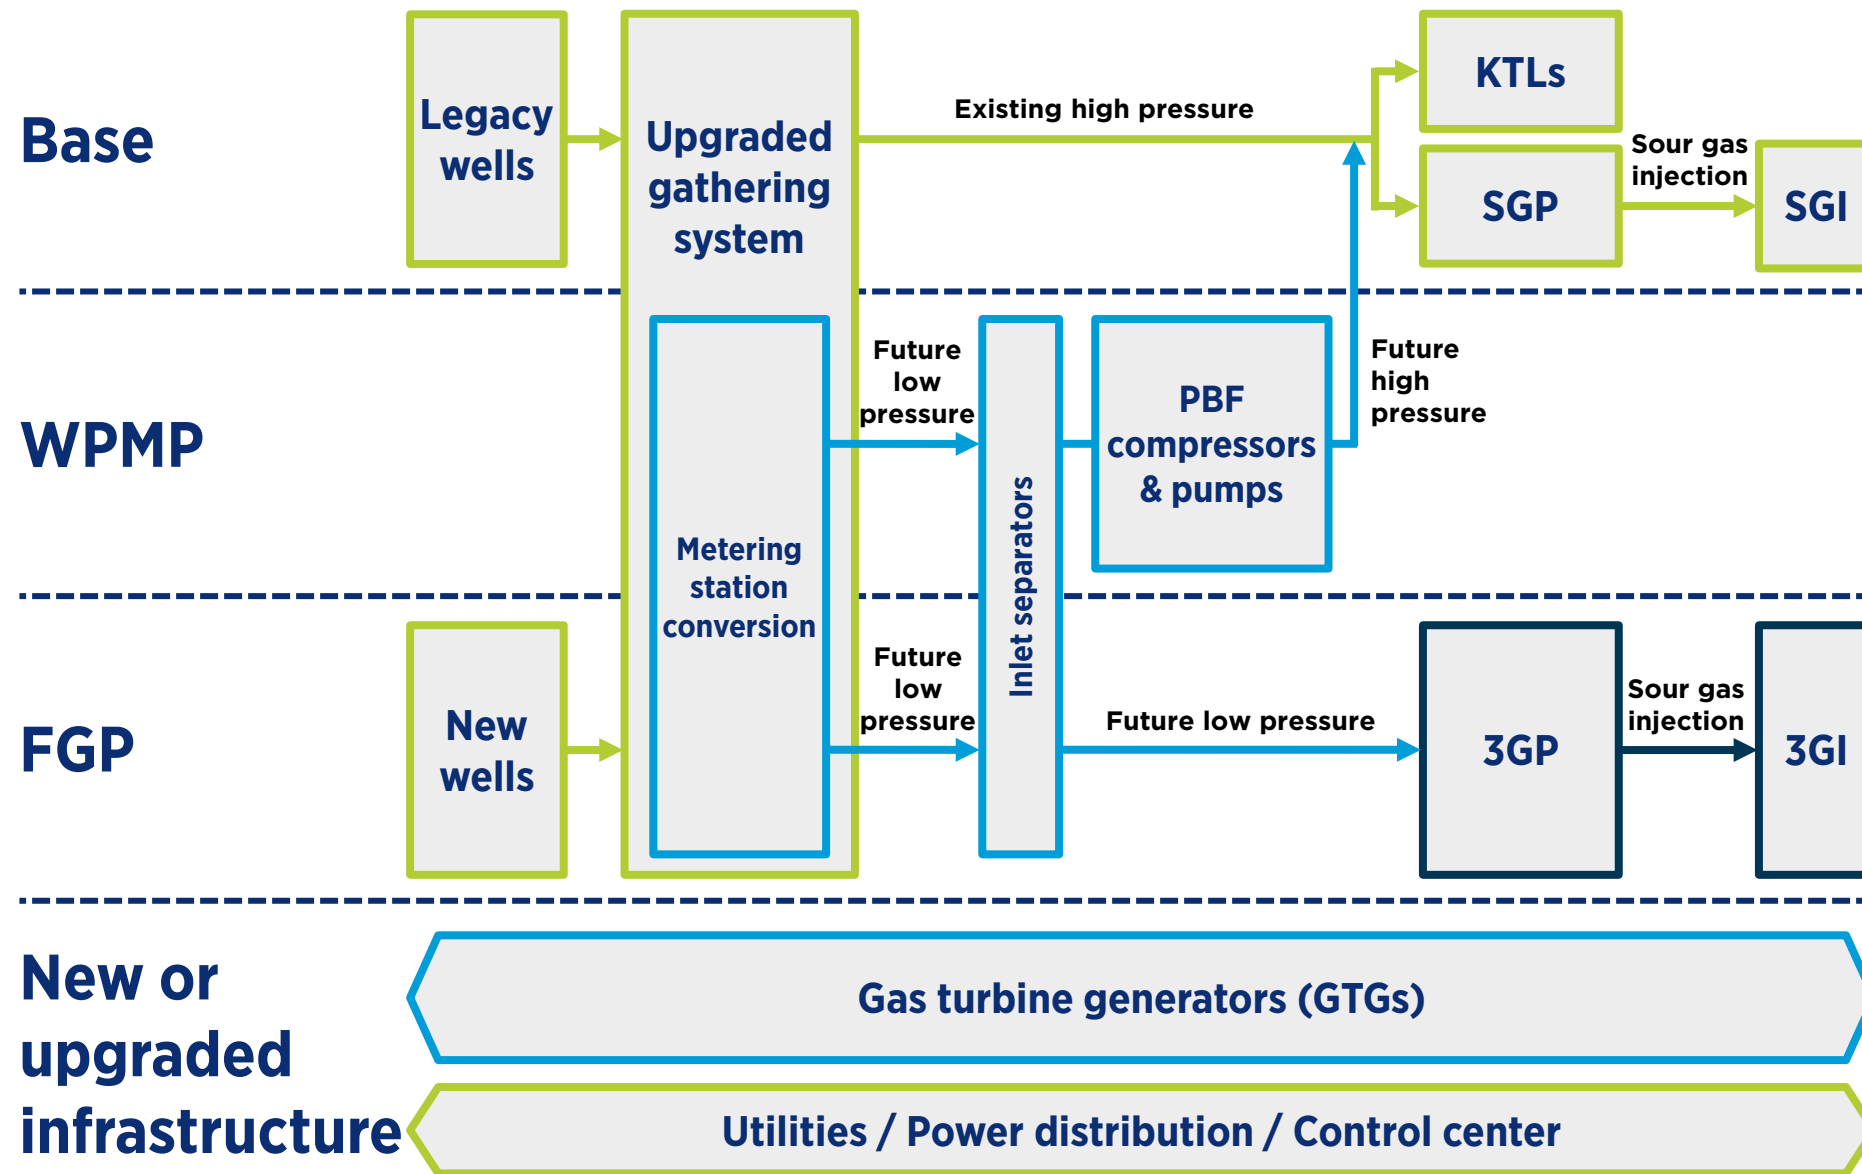 Base
Legacy
wells
Upgraded
gathering
system
Existing high pressure
KTLs
SGP
Sour gas
injection
SGI
WPMP
Metering
station
conversion
Future
low
pressure
Inlet separators
PBF
compressors
& pumps
Future
high
pressure
FGP
New
wells
Future
low
pressure
Future low pressure
3GP
Sour gas
injection
3GI
New or
upgraded
infrastructure
Gas turbine generators (GTGs)
Utilities / Power distribution / Control center